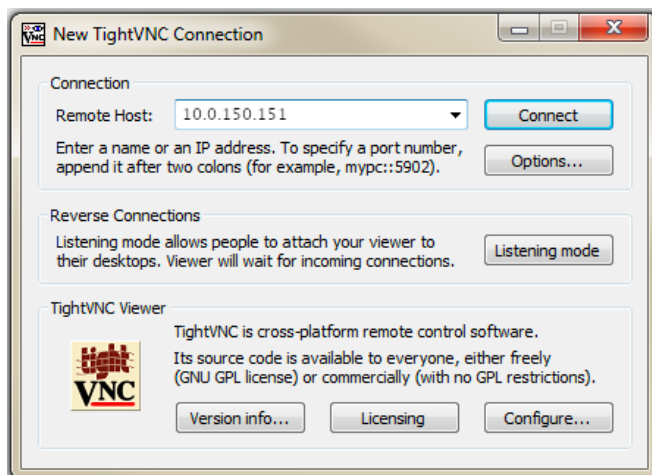 VNC New TightVNC Connection
Connection
Remote Host: 10.0.150.151 Connect
Enter a name or an IP address. To specify a port number,
append it after two colons (for example, mypc::5902).
Options...
Reverse Connections
Listening mode allows people to attach your viewer to
their desktops. Viewer will wait for incoming connections.
Listening mode
TightVNC Viewer
tight
VNC
TightVNC is cross-platform remote control software.
Its source code is available to everyone, either freely
(GNU GPL license) or commercially (with no GPL restrictions).
Version info... Licensing Configure...